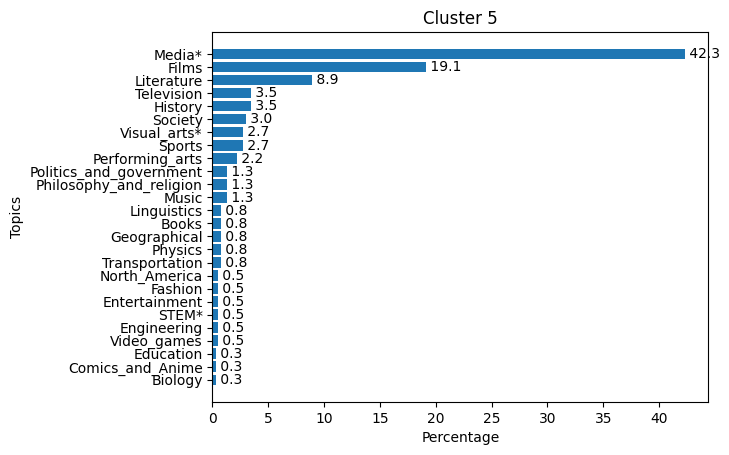 Cluster 5
Topics
Media* 42.3
Films 19.1
Literature 8.9
Television 3.5
History 3.5
Society 3.0
Visual_arts* 2.7
Sports 2.7
Performing_arts 2.2
Politics_and_government 1.3
Philosophy_and_religion 1.3
Music 1.3
Linguistics 0.8
Books 0.8
Geographical 0.8
Physics 0.8
Transportation 0.8
North_America 0.5
Fashion 0.5
Entertainment 0.5
STEM* 0.5
Engineering 0.5
Video_games 0.5
Education 0.3
Comics_and_Anime 0.3
Biology 0.3
0 5 10 15 20 25 30 35 40
Percentage